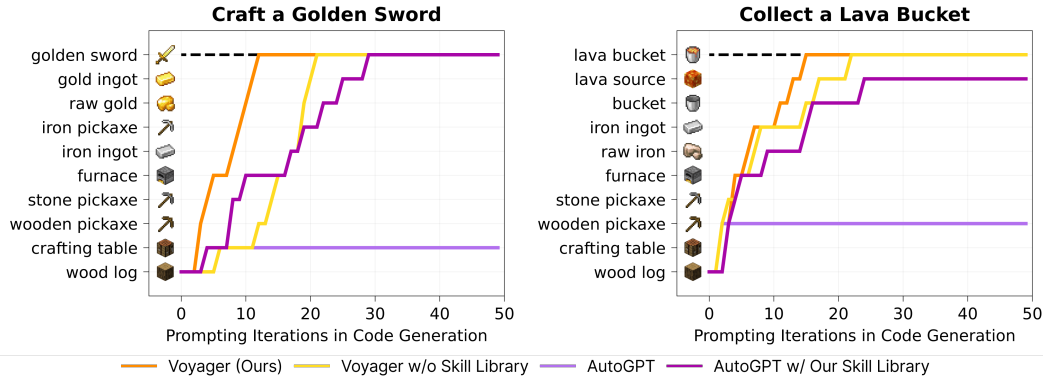 Craft a Golden Sword
golden sword
gold ingot
raw gold
iron pickaxe
iron ingot
furnace
stone pickaxe
wooden pickaxe
crafting table
wood log
0 10 20 30 40 50
Prompting Iterations in Code Generation
Collect a Lava Bucket
lava bucket
lava source
bucket
iron ingot
raw iron
furnace
stone pickaxe
wooden pickaxe
crafting table
wood log
0 10 20 30 40 50
Prompting Iterations in Code Generation
Voyager (Ours) Voyager w/o Skill Library AutoGPT AutoGPT w/ Our Skill Library